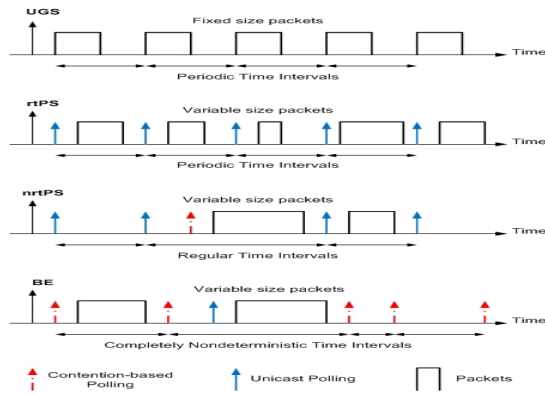 UGS
Fixed size packets
Time
Periodic Time Intervals
rtPS
Variable size packets
Time
Periodic Time Intervals
nrtPS
Variable size packets
Time
Regular Time Intervals
BE
Variable size packets
Time
Completely Nondeterministic Time Intervals
Contention-based
Polling
Unicast Polling
Packets